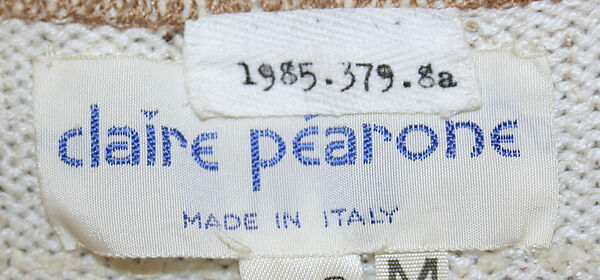 1985.379.8a
claire péarone
MADE IN ITALY
M